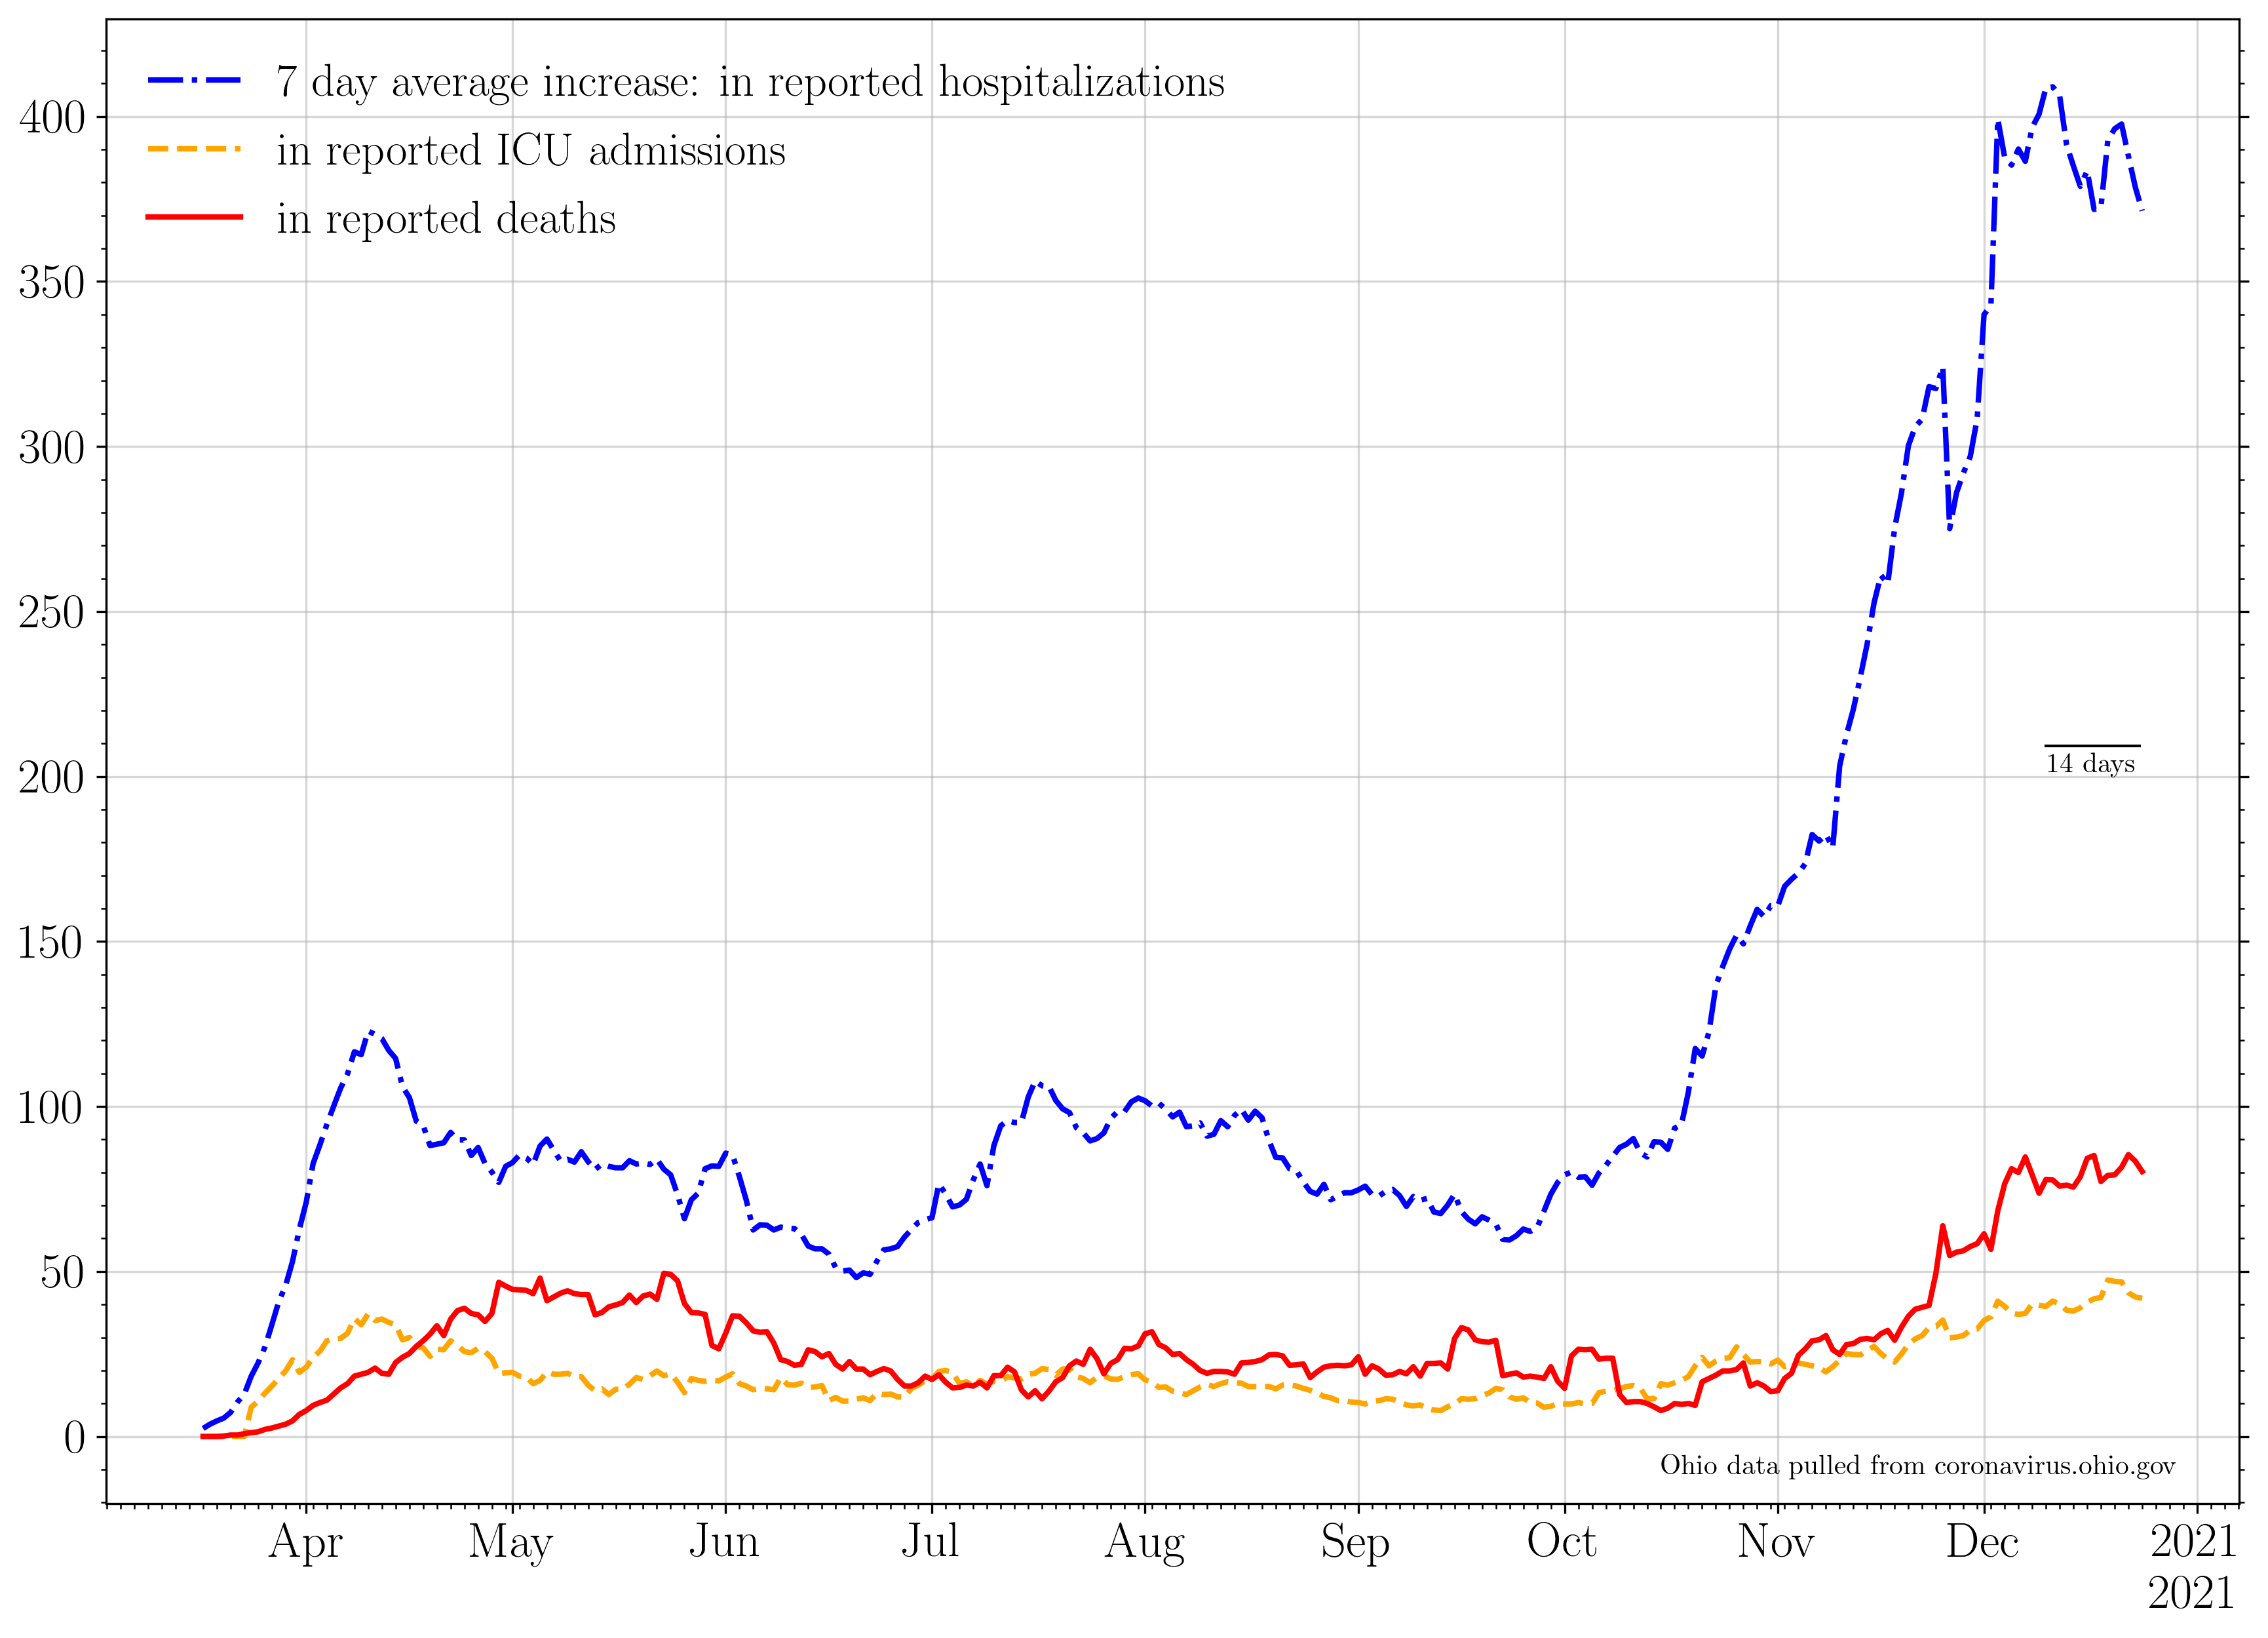 7 day average increase: in reported hospitalizations
in reported ICU admissions
in reported deaths
400
350
300
250
200
150
100
50
0
14 days
Ohio data pulled from coronavirus.ohio.gov
Apr May Jun Jul Aug Sep Oct Nov Dec 2021
2021